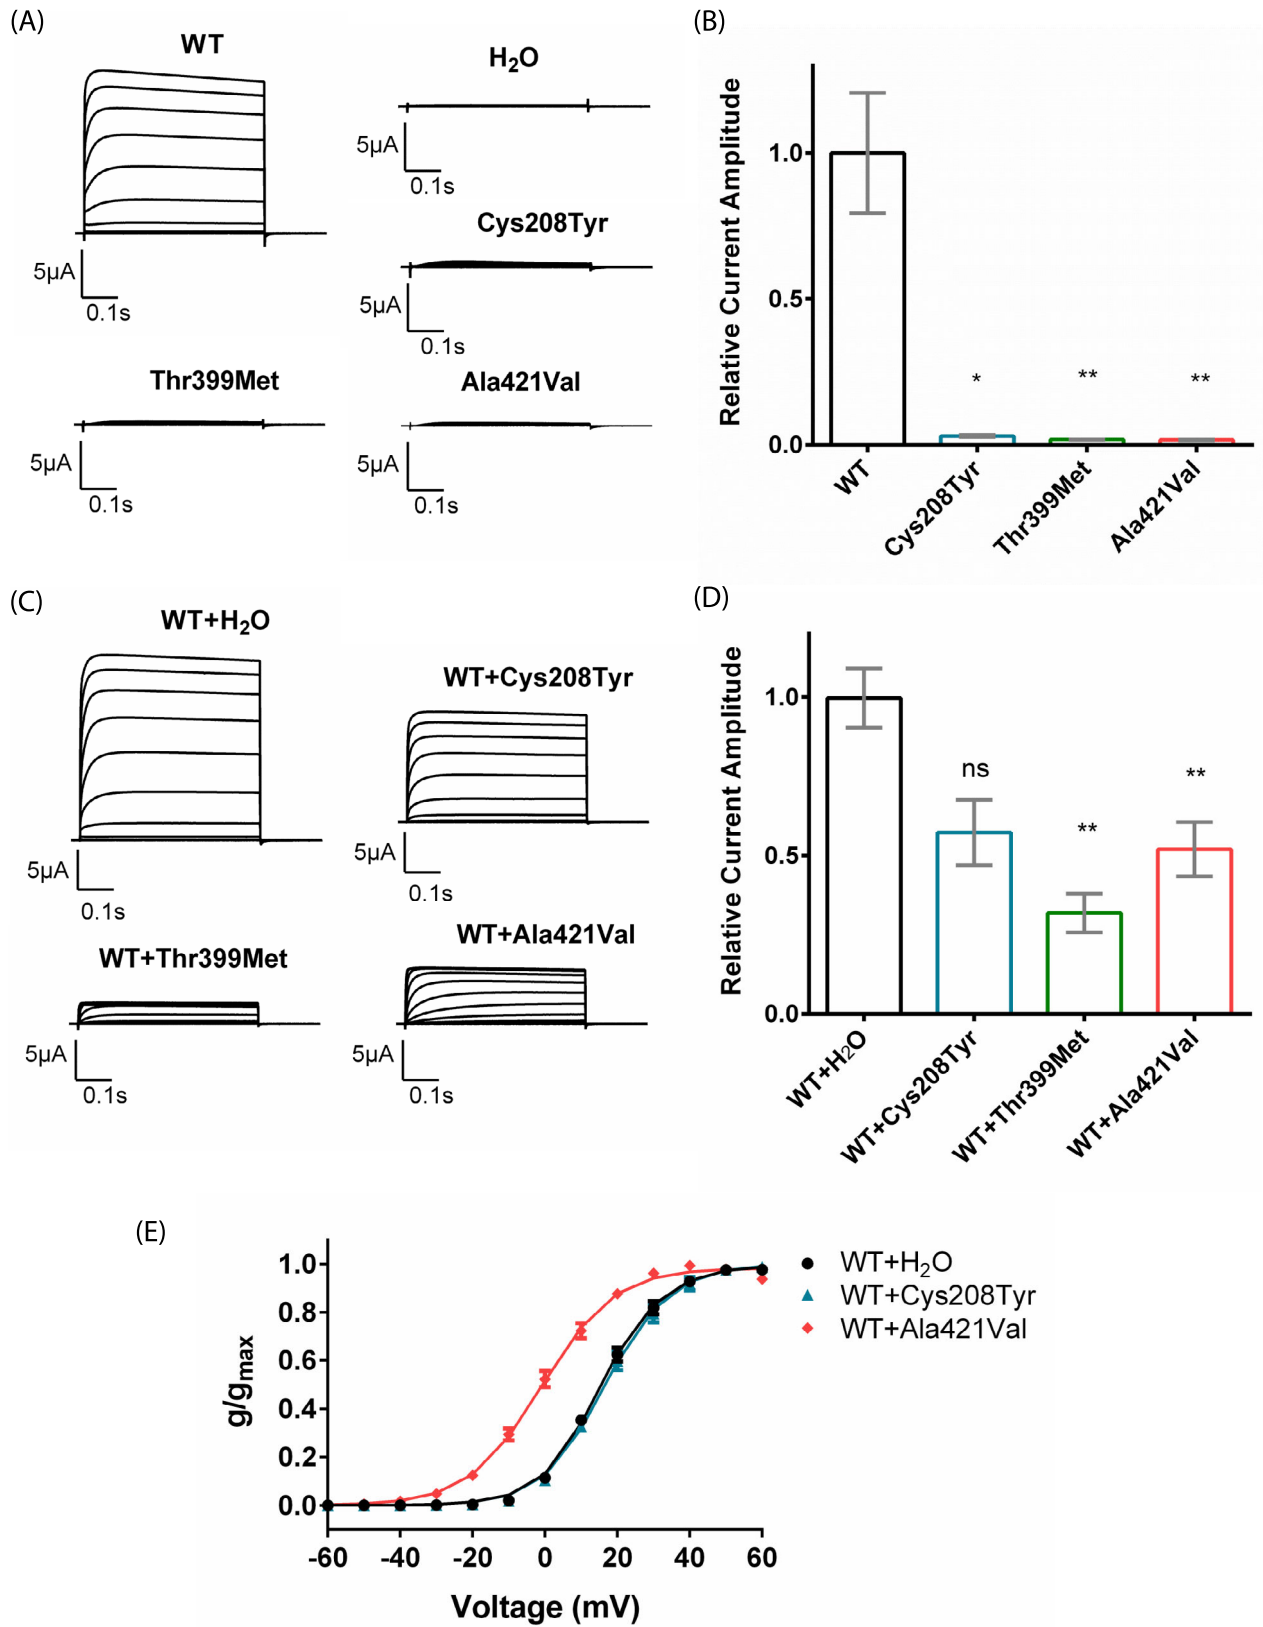 (A)
WT
5µA
0.1s
H₂O
5µA
0.1s
Cys208Tyr
5µA
0.1s
Thr399Met
5µA
0.1s
Ala421Val
5µA
0.1s
(B)
Relative Current Amplitude
1.0
0.5
0.0
*
**
**
WT
Cys208Tyr
Thr399Met
Ala421Val
(C)
WT+H₂O
5µA
0.1s
WT+Cys208Tyr
5µA
0.1s
WT+Thr399Met
5µA
0.1s
WT+Ala421Val
5µA
0.1s
(D)
Relative Current Amplitude
1.0
0.5
0.0
ns
**
**
WT+H₂O
WT+Cys208Tyr
WT+Thr399Met
WT+Ala421Val
(E)
g/gmax
1.0
0.8
0.6
0.4
0.2
0.0
-60 -40 -20 0 20 40 60
Voltage (mV)
WT+H₂O
WT+Cys208Tyr
WT+Ala421Val